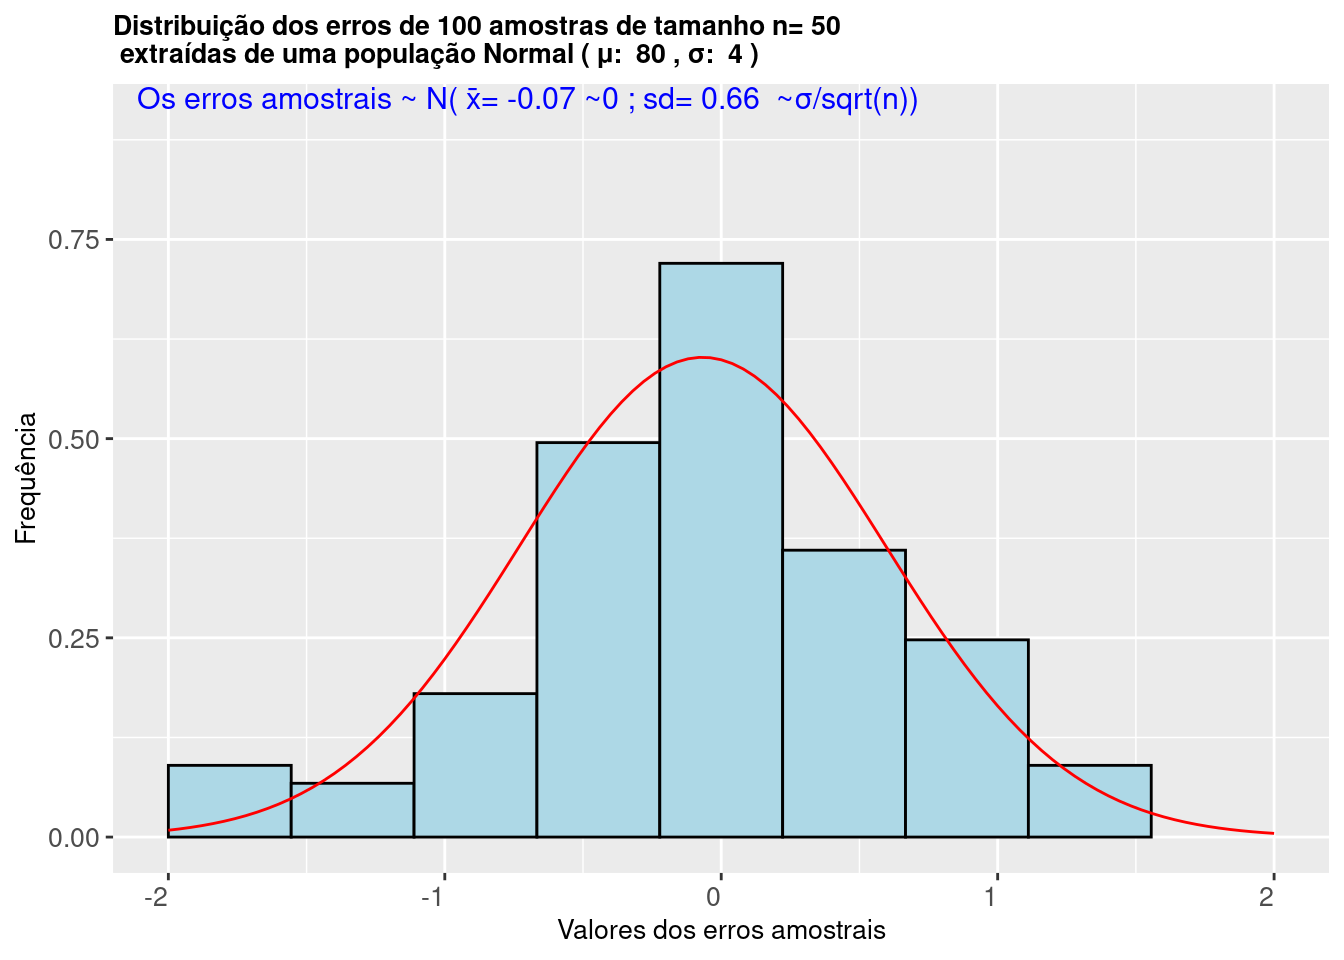 Distribuição dos erros de 100 amostras de tamanho n= 50
extraídas de uma população Normal ( μ:  80 , σ:  4 )
Os erros amostrais ~ N( x̄= -0.07 ~0 ; sd= 0.66  ~σ/sqrt(n))
Frequência
0.75
0.50
0.25
0.00
-2
-1
0
1
2
Valores dos erros amostrais